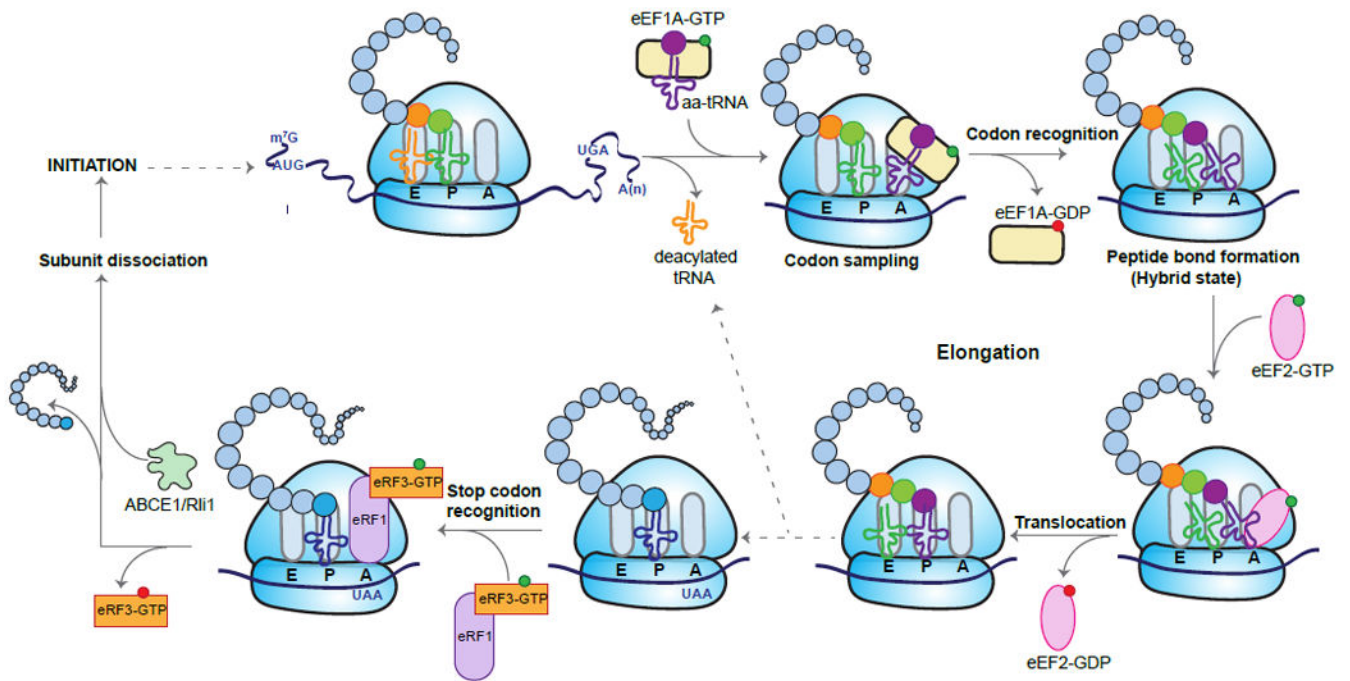 eEF1A-GTP
aa-tRNA
m⁷G
AUG
UGA
A(n)
INITIATION
E P A
E P A
E P A
Codon recognition
eEF1A-GDP
deacylated
tRNA
Codon sampling
Peptide bond formation
(Hybrid state)
Subunit dissociation
Elongation
eEF2-GTP
ABCE1/Rli1
eRF3-GTP
eRF1
Stop codon
recognition
Translocation
E P A
UAA
E P A
UAA
E P A
E P A
eRF3-GTP
eRF3-GTP
eRF1
eEF2-GDP